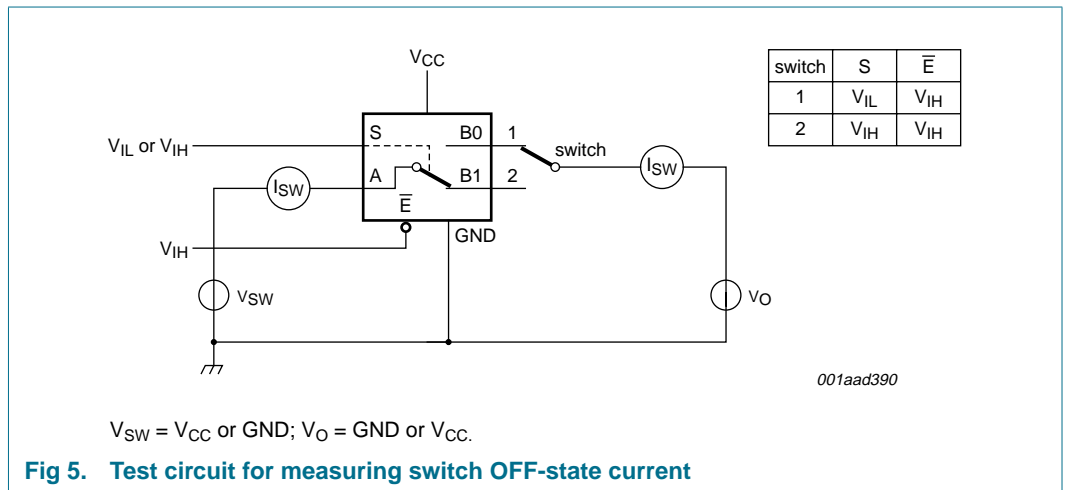 VCC
switch S E̅
1 VIL VIH
2 VIH VIH
VIL or VIH
S B0 1
switch
ISW
ISW
A B1 2
E̅
VIH
GND
VSW
VO
001aad390
VSW = VCC or GND; VO = GND or VCC.
Fig 5. Test circuit for measuring switch OFF-state current